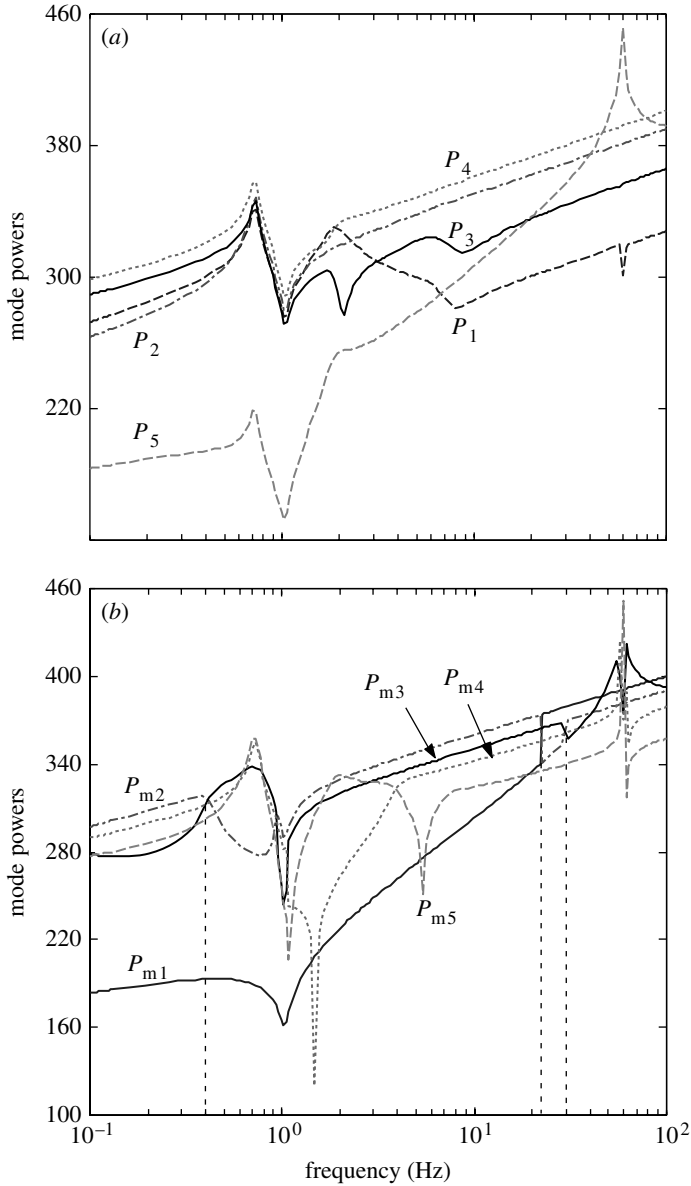 460
(a)
380
300
220
mode powers
P4
P3
P1
P2
P5
460
(b)
400
340
280
220
160
100
mode powers
Pm3
Pm4
Pm2
Pm5
Pm1
10⁻¹
10⁰
10¹
10²
frequency (Hz)